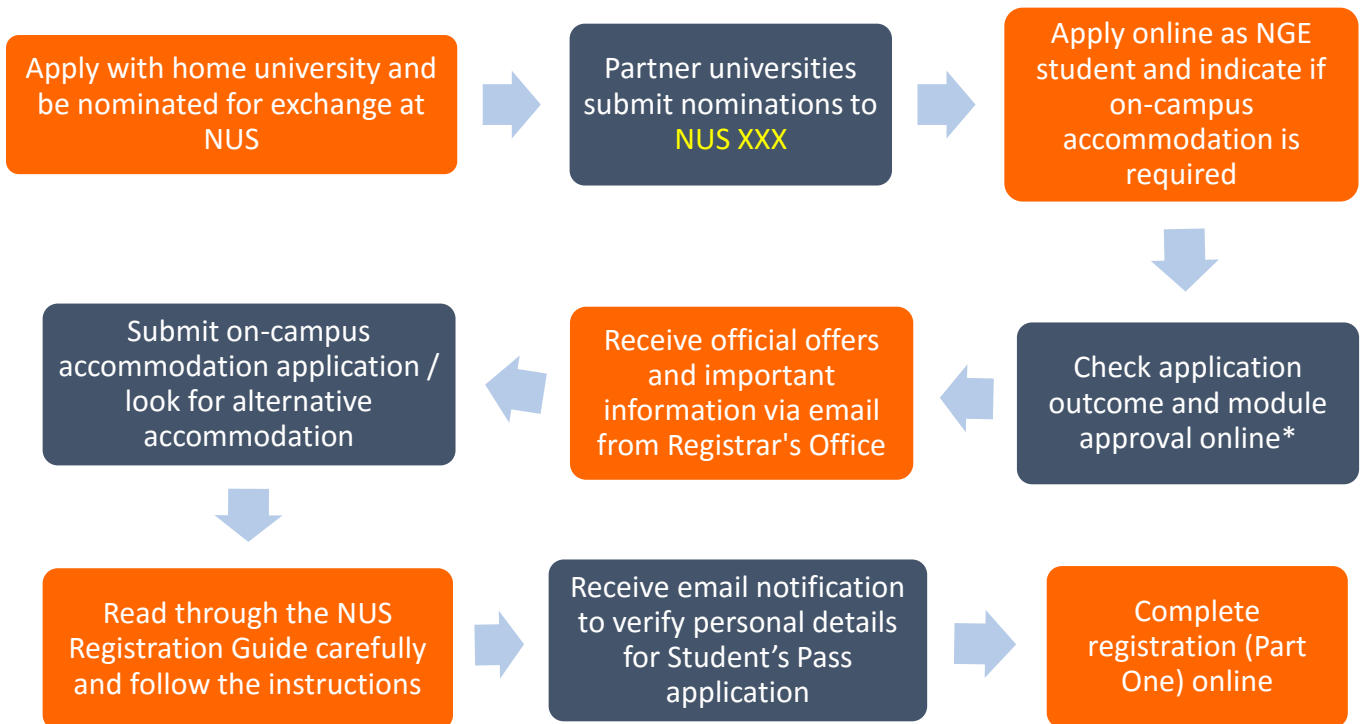 Apply with home university and
be nominated for exchange at
NUS
Partner universities
submit nominations to
NUS XXX
Apply online as NGE
student and indicate if
on-campus
accommodation is
required
Check application
outcome and module
approval online*
Receive official offers
and important
information via email
from Registrar's Office
Submit on-campus
accommodation application /
look for alternative
accommodation
Read through the NUS
Registration Guide carefully
and follow the instructions
Receive email notification
to verify personal details
for Student’s Pass
application
Complete
registration (Part
One) online